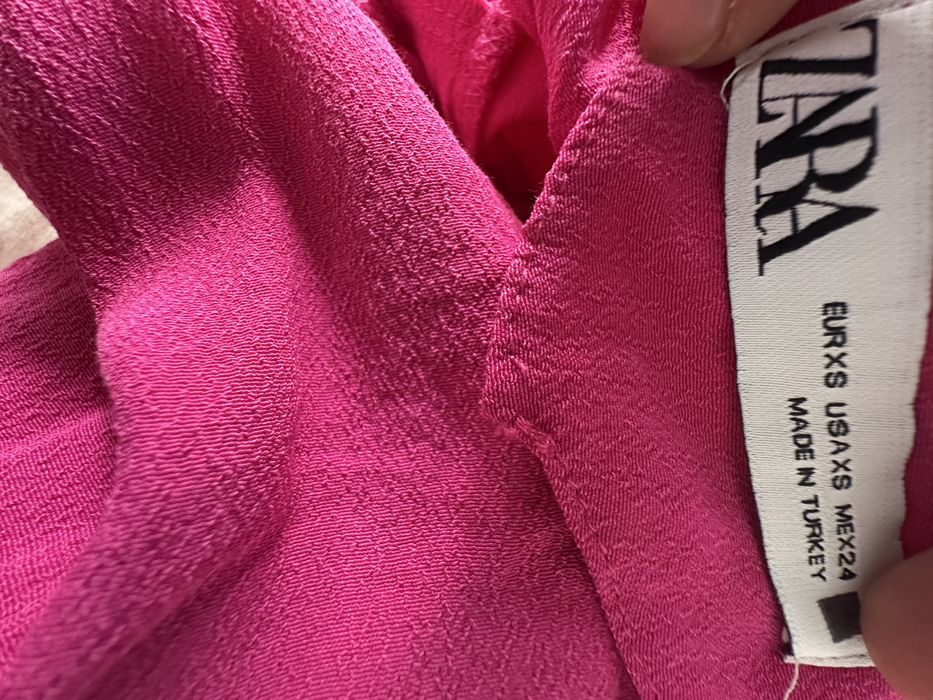 ZARA
EUR XS USA XS MEX 24
MADE IN TURKEY